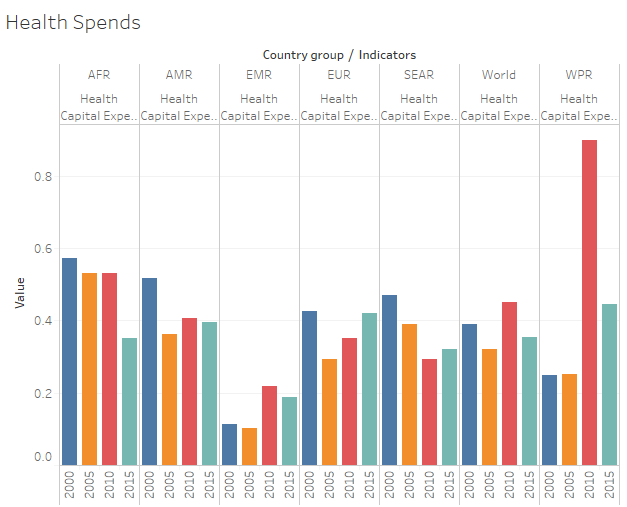 Health Spends
Country group / Indicators
AFR AMR EMR EUR SEAR World WPR
Health Health Health Health Health Health Health
Capital Expe.. Capital Expe.. Capital Expe.. Capital Expe.. Capital Expe.. Capital Expe.. Capital Expe..
0.8
0.6
Value
0.4
0.2
0.0
2000 2005 2010 2015 2000 2005 2010 2015 2000 2005 2010 2015 2000 2005 2010 2015 2000 2005 2010 2015 2000 2005 2010 2015 2000 2005 2010 2015